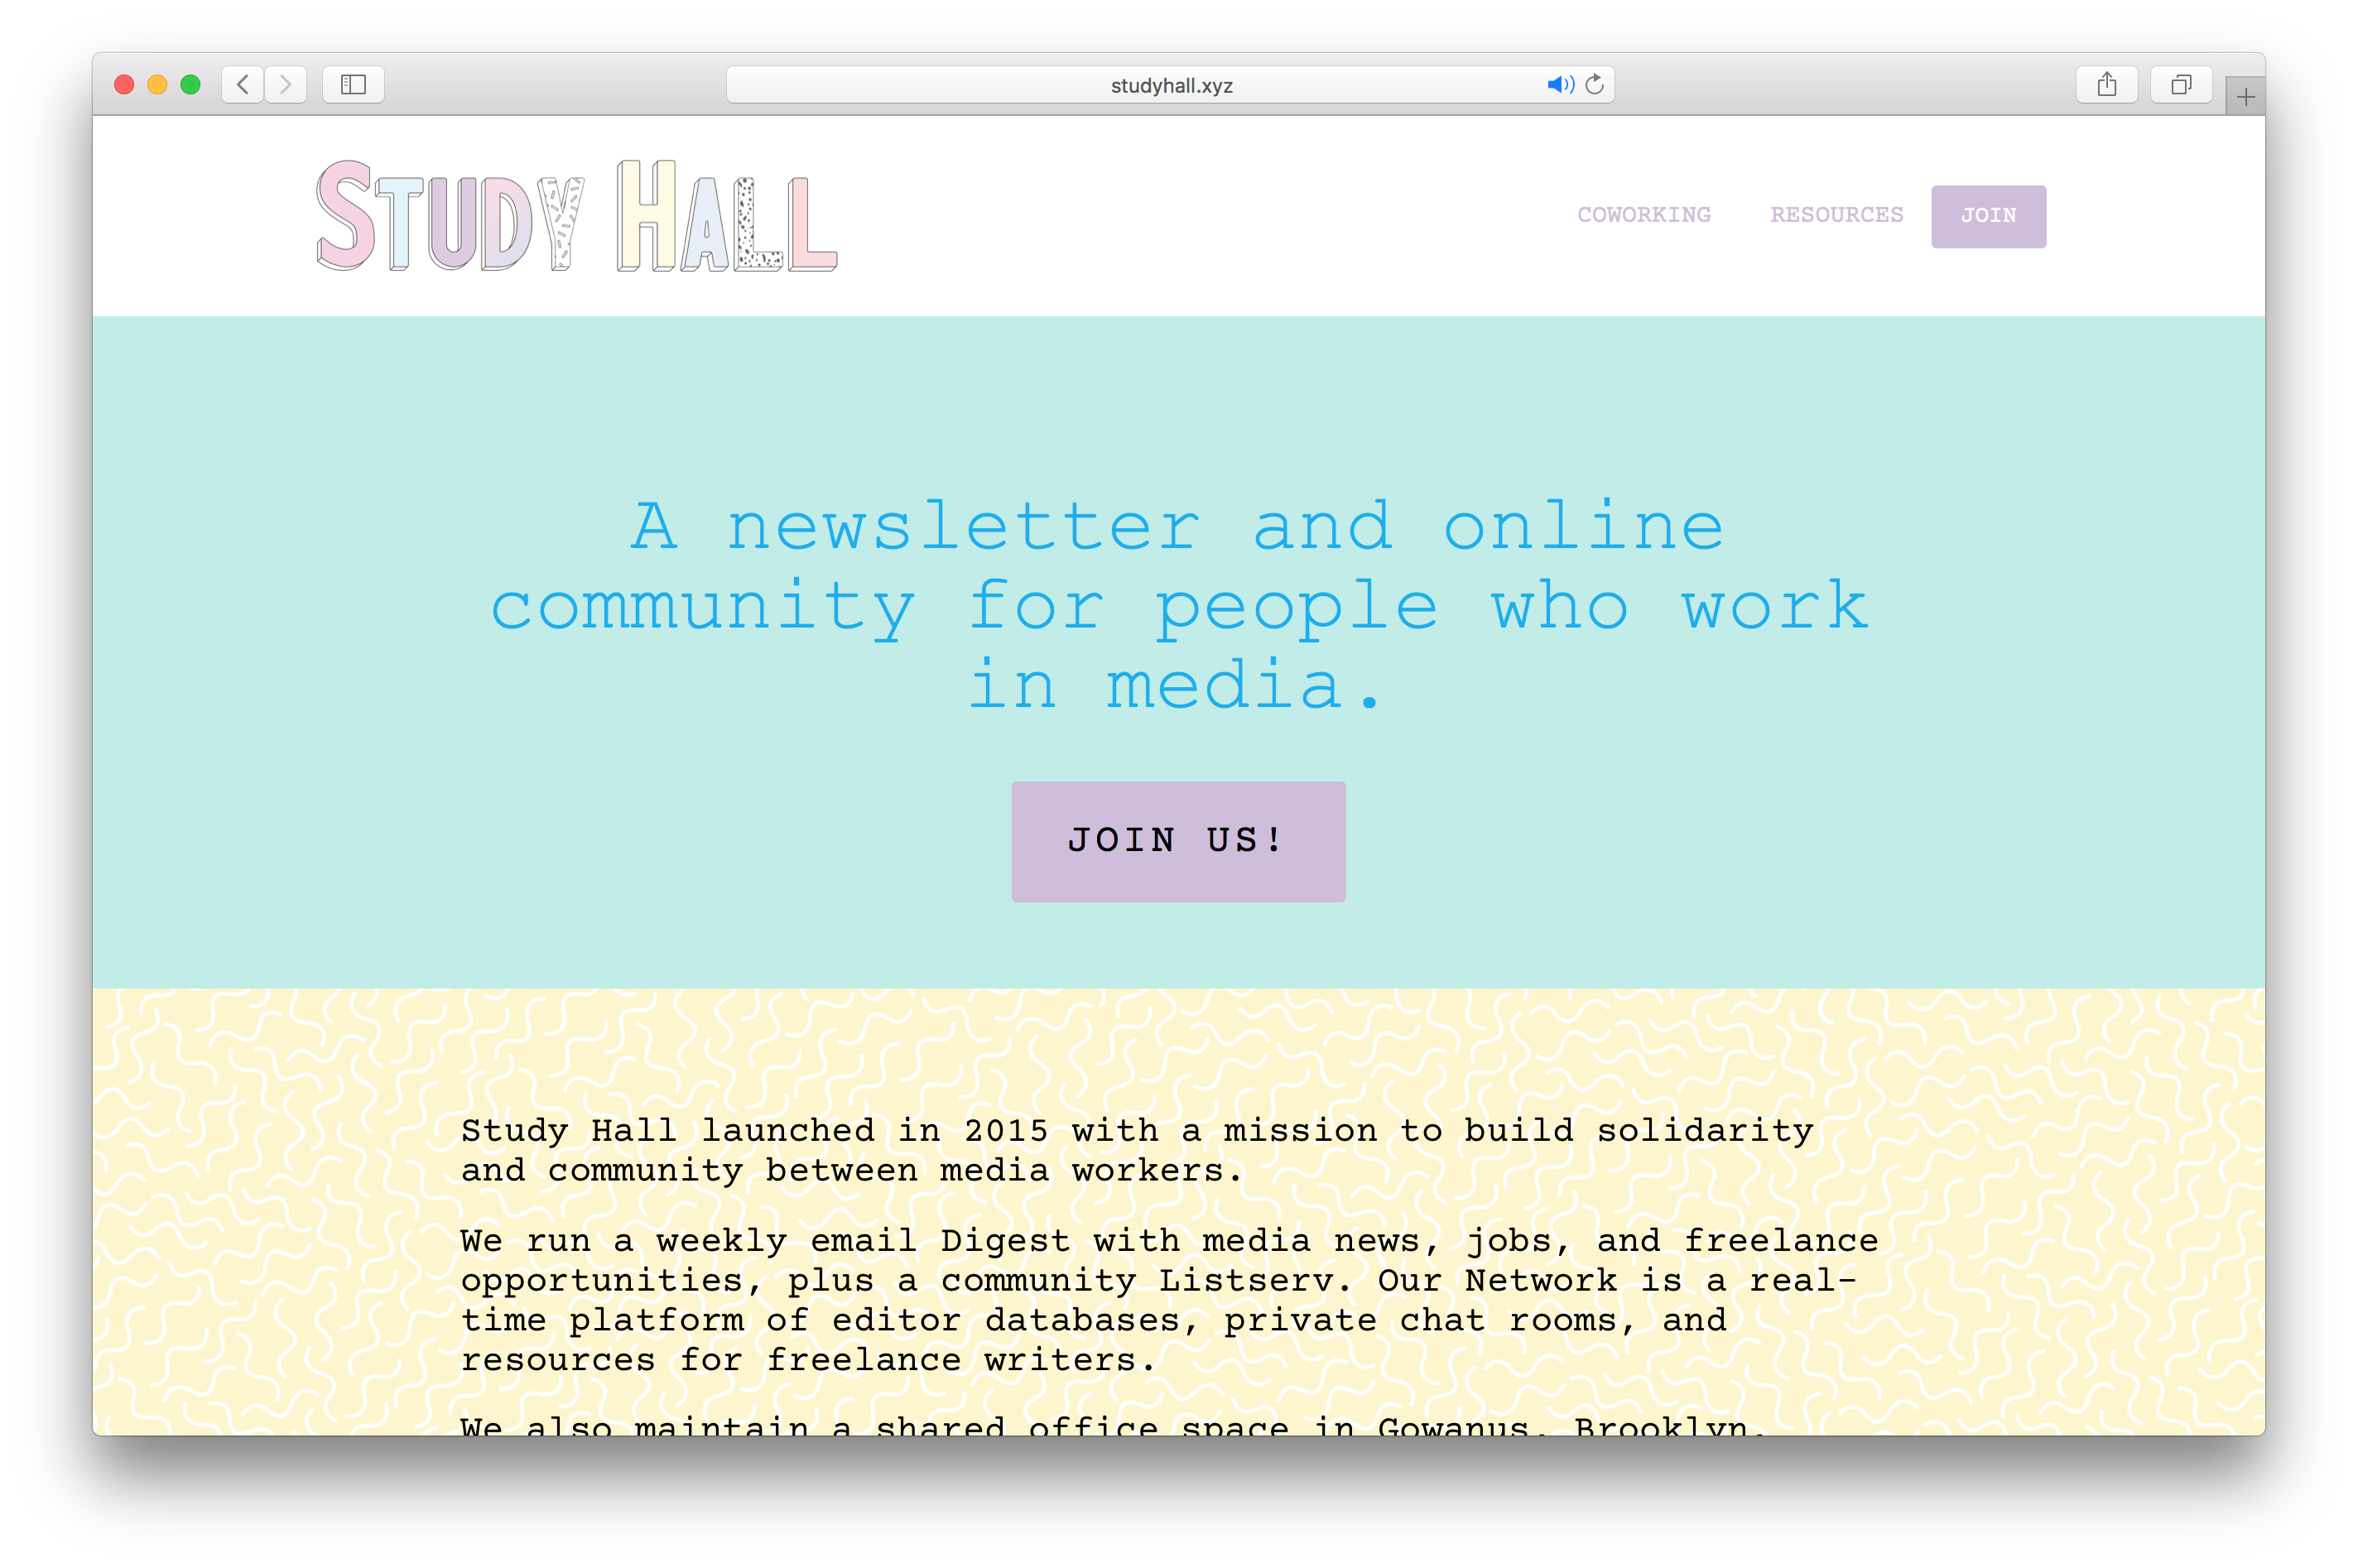 studyhall.xyz
STUDY HALL
COWORKING RESOURCES JOIN
A newsletter and online
community for people who work
in media.
JOIN US!
Study Hall launched in 2015 with a mission to build solidarity
and community between media workers.
We run a weekly email Digest with media news, jobs, and freelance
opportunities, plus a community Listserv. Our Network is a real-
time platform of editor databases, private chat rooms, and
resources for freelance writers.
We also maintain a shared office space in Gowanus, Brooklyn.